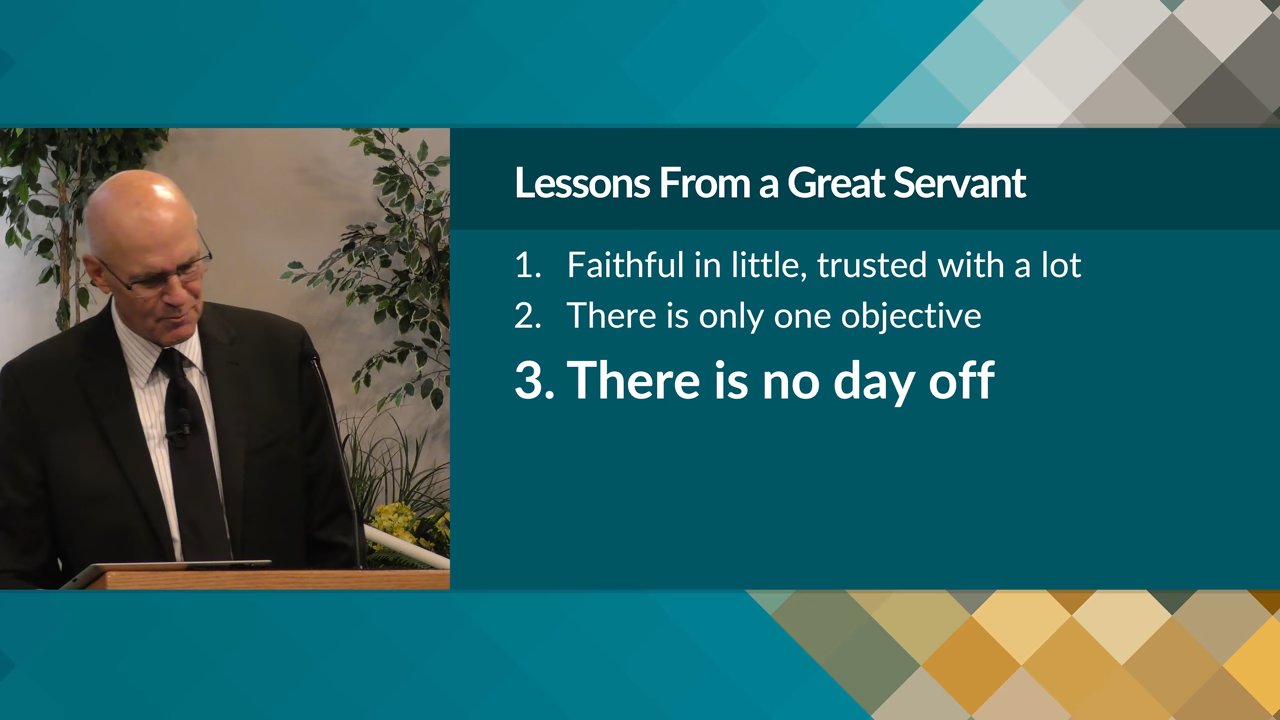 Lessons From a Great Servant
1. Faithful in little, trusted with a lot
2. There is only one objective
3. There is no day off